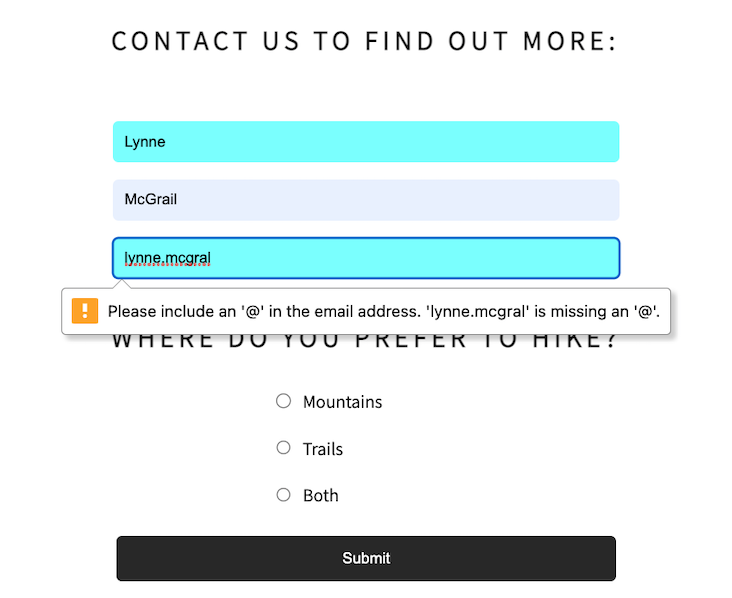 CONTACT US TO FIND OUT MORE:
Lynne
McGrail
lynne.mcgral
Please include an '@' in the email address. 'lynne.mcgral' is missing an '@'.
WHERE DO YOU PREFER TO HIKE?
Mountains
Trails
Both
Submit